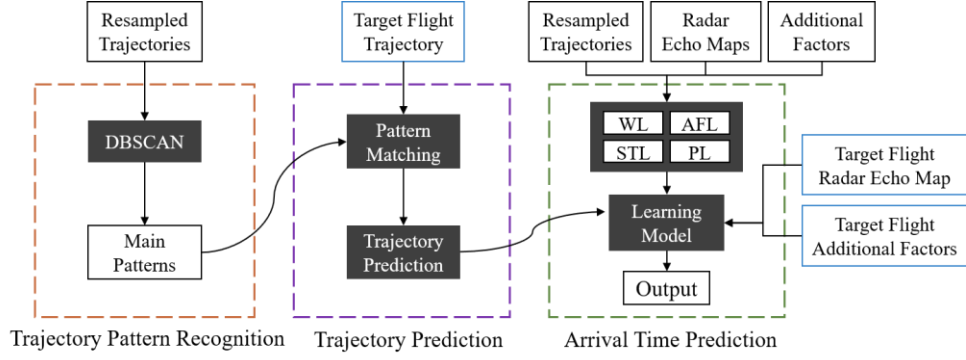 Resampled
Trajectories
Target Flight
Trajectory
Resampled
Trajectories
Radar
Echo Maps
Additional
Factors
DBSCAN
Main
Patterns
Trajectory Pattern Recognition
Pattern
Matching
Trajectory
Prediction
Trajectory Prediction
WL
AFL
STL
PL
Learning
Model
Output
Target Flight
Radar Echo Map
Target Flight
Additional Factors
Arrival Time Prediction